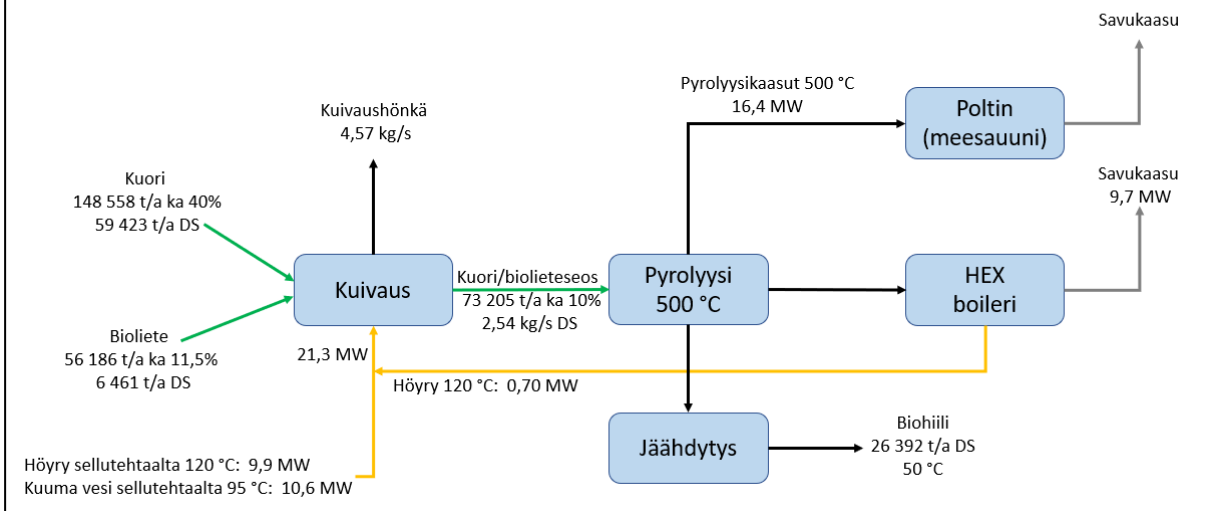 Savukaasu
Pyrolyysikaasut 500 °C
16,4 MW
Poltin
(meesauuni)
Kuivaushönkä
4,57 kg/s
Savukaasu
9,7 MW
Kuori
148 558 t/a ka 40%
59 423 t/a DS
Kuivaus
Kuori/biolieteseos
73 205 t/a ka 10%
2,54 kg/s DS
Pyrolyysi
500 °C
HEX
boileri
Bioliete
56 186 t/a ka 11,5%
6 461 t/a DS
21,3 MW
Höyry 120 °C:  0,70 MW
Jäähdytys
Biohiili
26 392 t/a DS
50 °C
Höyry sellutehtaalta 120 °C:  9,9 MW
Kuuma vesi sellutehtaalta 95 °C:  10,6 MW